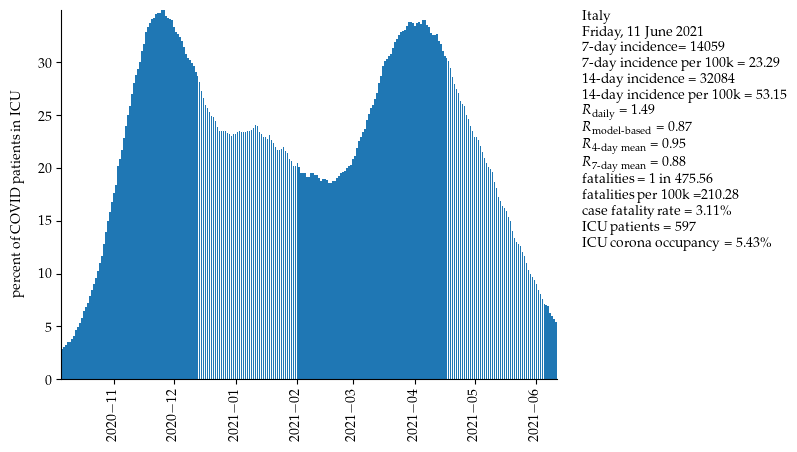 Italy
Friday, 11 June 2021
7-day incidence= 14059
7-day incidence per 100k = 23.29
14-day incidence = 32084
14-day incidence per 100k = 53.15
R_daily = 1.49
R_model-based = 0.87
R_4-day mean = 0.95
R_7-day mean = 0.88
fatalities = 1 in 475.56
fatalities per 100k =210.28
case fatality rate = 3.11%
ICU patients = 597
ICU corona occupancy = 5.43%
percent of COVID patients in ICU
30
25
20
15
10
5
0
2020−11
2020−12
2021−01
2021−02
2021−03
2021−04
2021−05
2021−06